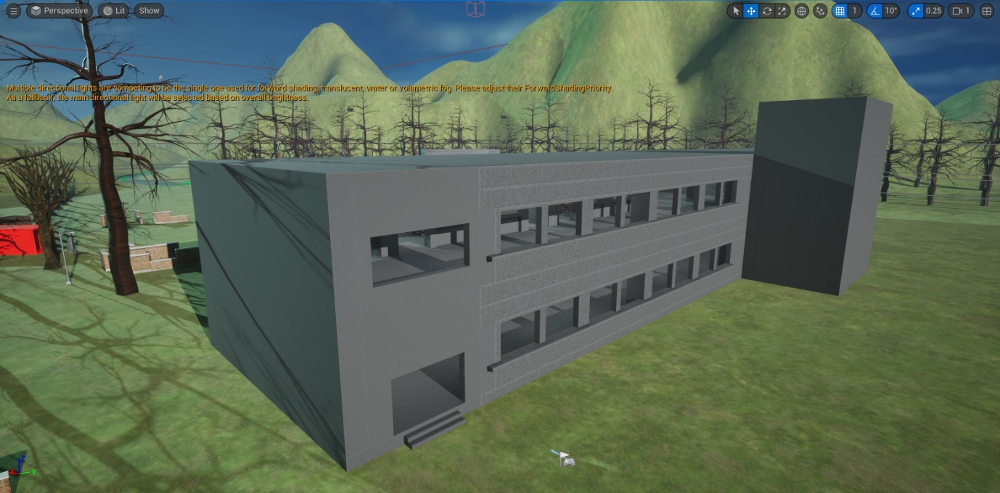 Perspective Lit Show 1 10° 0.25 1
Multiple directional lights are competing to be the single one used for forward shading, translucent, water or volumetric fog. Please adjust their ForwardShadingPriority.
As a fallback, the main directional light will be selected based on overall brightness.
Z
X Y